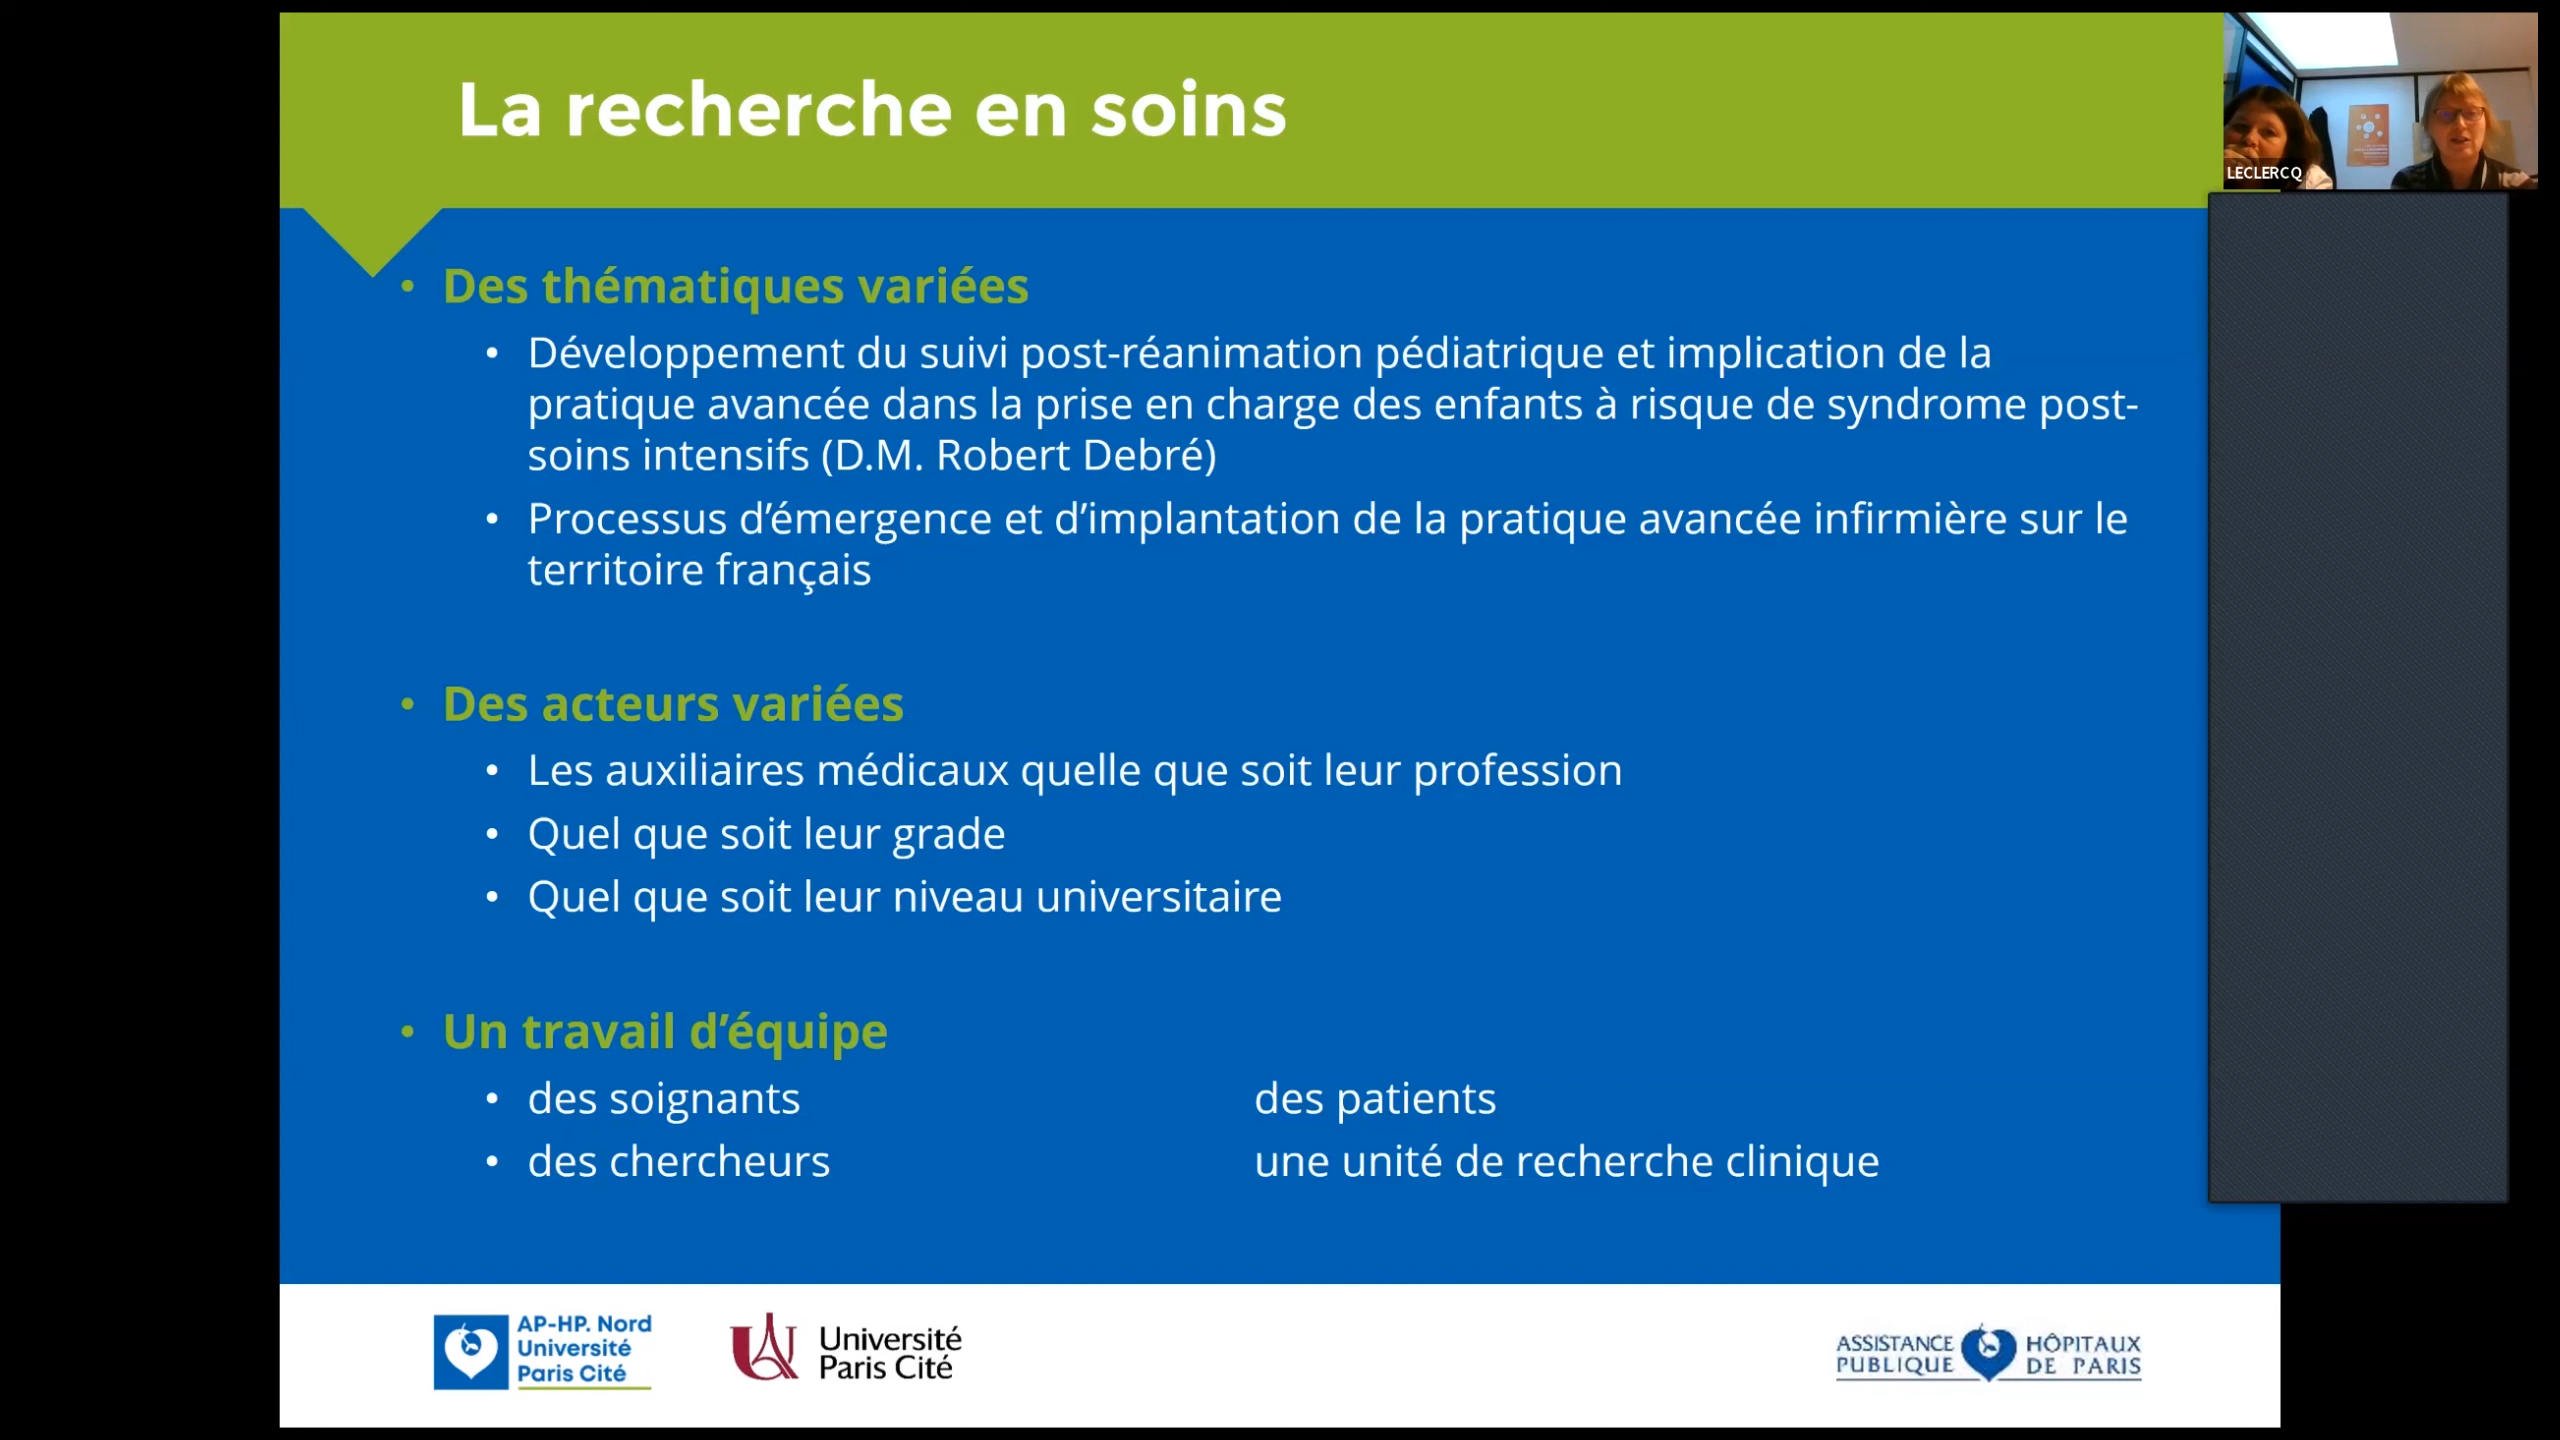 La recherche en soins
LECLERCQ
• Des thématiques variées
• Développement du suivi post-réanimation pédiatrique et implication de la
pratique avancée dans la prise en charge des enfants à risque de syndrome post-
soins intensifs (D.M. Robert Debré)
• Processus d’émergence et d’implantation de la pratique avancée infirmière sur le
territoire français
• Des acteurs variées
• Les auxiliaires médicaux quelle que soit leur profession
• Quel que soit leur grade
• Quel que soit leur niveau universitaire
• Un travail d’équipe
• des soignants des patients
• des chercheurs une unité de recherche clinique
AP-HP. Nord
Université
Paris Cité
Université
Paris Cité
ASSISTANCE HÔPITAUX
PUBLIQUE DE PARIS